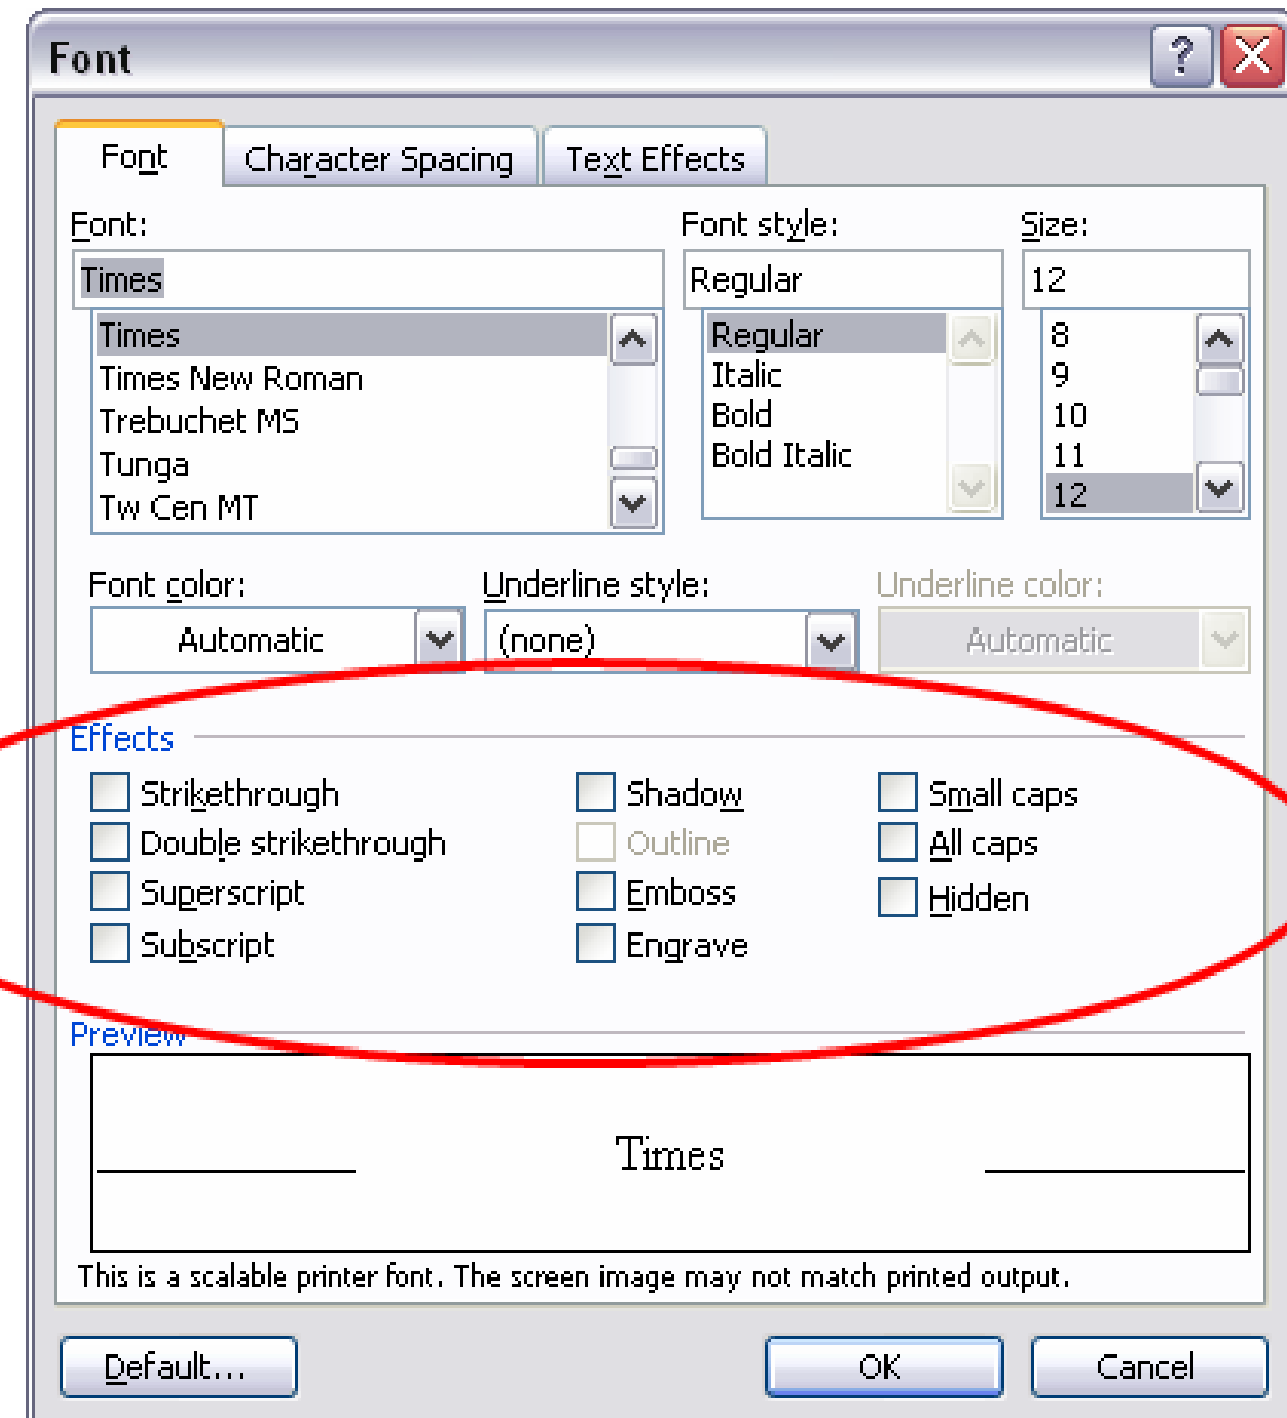 Font
?
Font Character Spacing Text Effects
Font: Font style: Size:
Times Regular 12
Times Regular 8
Times New Roman Italic 9
Trebuchet MS Bold 10
Tunga Bold Italic 11
Tw Cen MT 12
Font color: Underline style: Underline color:
Automatic (none) Automatic
Effects
Strikethrough Shadow Small caps
Double strikethrough Outline All caps
Superscript Emboss Hidden
Subscript Engrave
Preview
Times
This is a scalable printer font. The screen image may not match printed output.
Default... OK Cancel